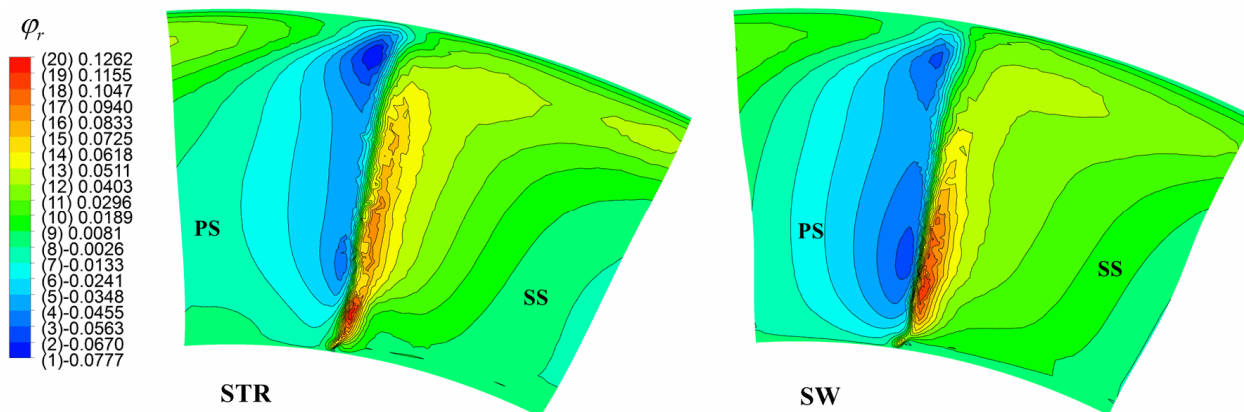 φr
(20) 0.1262
(19) 0.1155
(17) 0.1047
(16) 0.0940
(15) 0.0833
(15) 0.0725
(14) 0.0618
(13) 0.0511
(12) 0.0403
(11) 0.0296
(10) 0.0189
(9) 0.0081
(8)-0.0026
(7)-0.0133
(6)-0.0241
(5)-0.0348
(4)-0.0455
(3)-0.0563
(2)-0.0670
(1)-0.0777
PS
SS
STR
PS
SS
SW